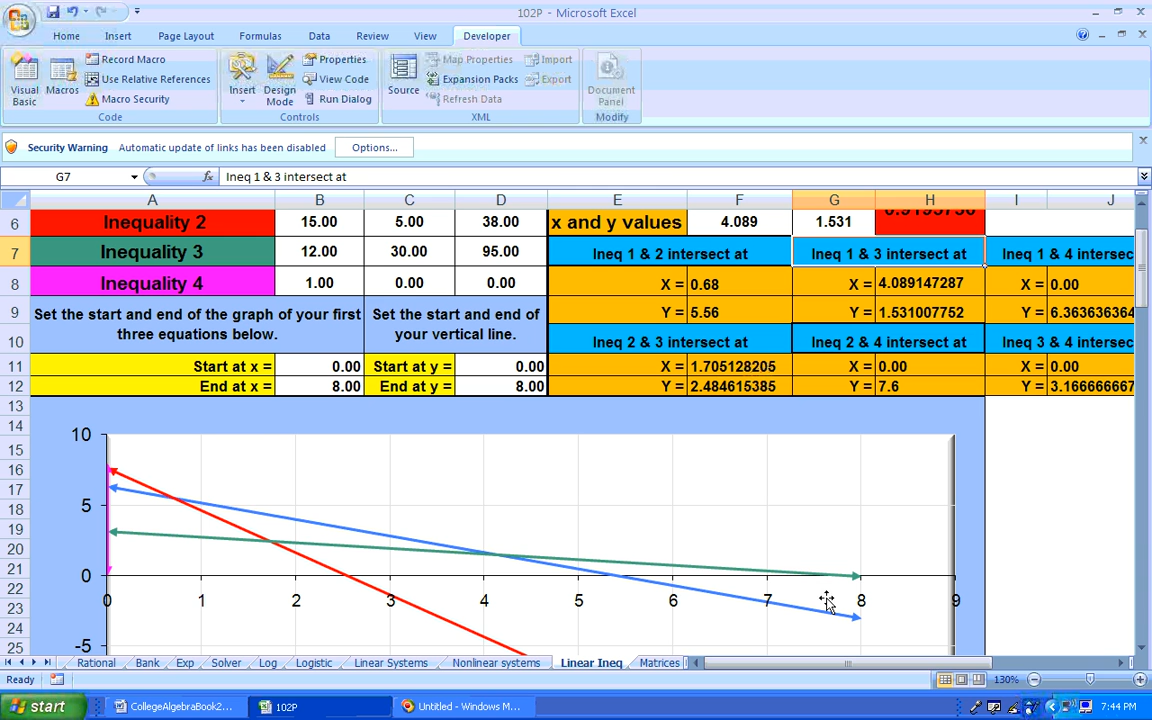 102P - Microsoft Excel
Home Insert Page Layout Formulas Data Review View Developer
Visual Basic
Macros
Record Macro
Use Relative References
Macro Security
Code
Insert
Design Mode
Properties
View Code
Run Dialog
Controls
Source
Map Properties
Expansion Packs
Refresh Data
Import
Export
XML
Document Panel
Modify
Security Warning Automatic update of links has been disabled Options...
G7 fx Ineq 1 & 3 intersect at
A B C D E F G H I J
6 Inequality 2 15.00 5.00 38.00 x and y values 4.089 1.531
7 Inequality 3 12.00 30.00 95.00 Ineq 1 & 2 intersect at Ineq 1 & 3 intersect at Ineq 1 & 4 intersec
8 Inequality 4 1.00 0.00 0.00 X = 0.68 X = 4.089147287 X = 0.00
9 Set the start and end of the graph of your first three equations below. Set the start and end of your vertical line. Y = 5.56 Y = 1.531007752 Y = 6.363636364
10 Ineq 2 & 3 intersect at Ineq 2 & 4 intersect at Ineq 3 & 4 intersec
11 Start at x = 0.00 Start at y = 0.00 X = 1.705128205 X = 0.00 X = 0.00
12 End at x = 8.00 End at y = 8.00 Y = 2.484615385 Y = 7.6 Y = 3.166666667
13
14 10
15
16
17
18 5
19
20
21 0
22
23 0 1 2 3 4 5 6 7 8 9
24
25 -5
Rational Bank Exp Solver Log Logistic Linear Systems Nonlinear systems Linear Ineq Matrices
Ready 130%
start CollegeAlgebraBook2... 102P Untitled - Windows M... 7:44 PM